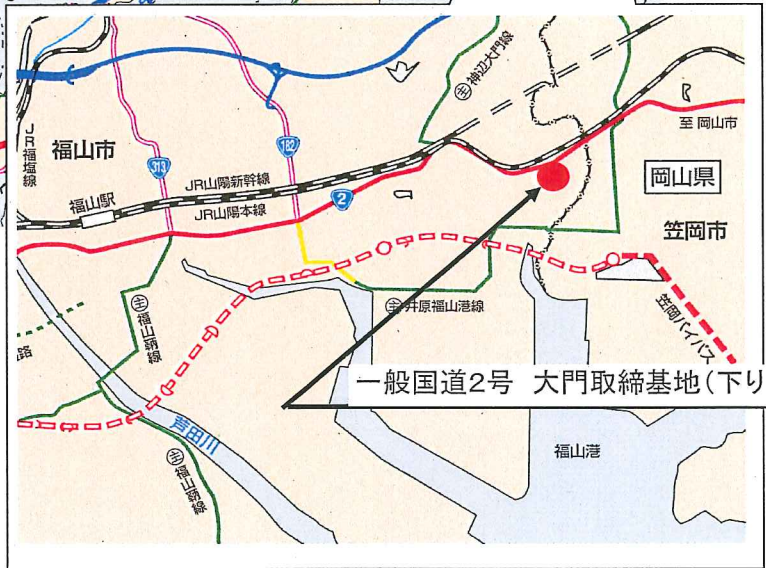 主 神辺大門線
至 岡山市
JR福塩線
福山市
313
182
JR山陽新幹線
2
岡山県
福山駅
JR山陽本線
笠岡市
主 井原福山港線
主 福山鞆線
笠岡バイパス
路
一般国道2号 大門取締基地(下り
芦田川
福山港
主 福山鞆線